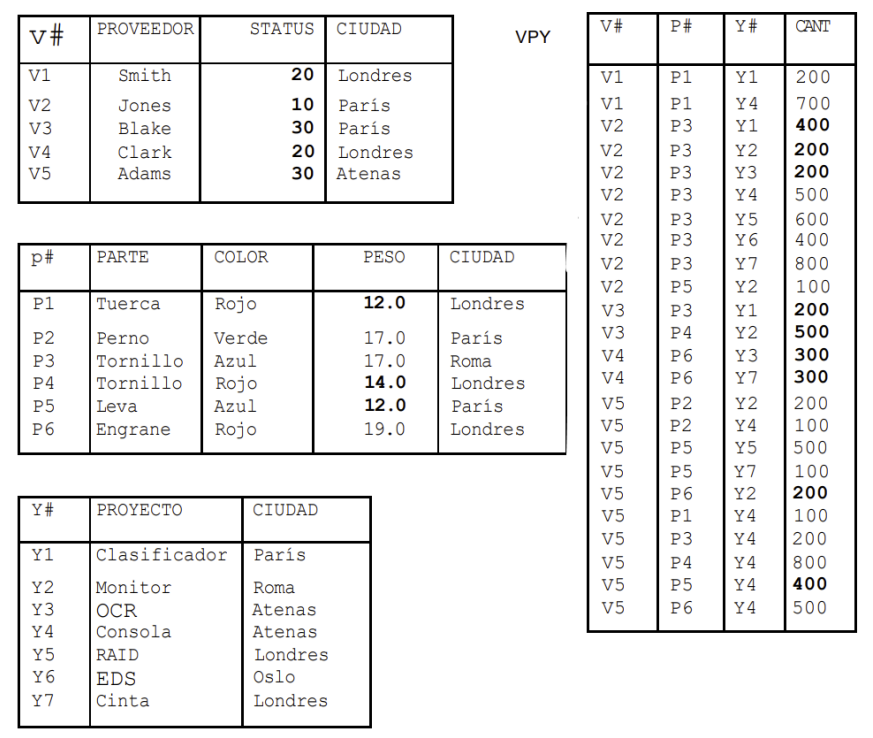 V# PROVEEDOR STATUS CIUDAD
V1 Smith 20 Londres
V2 Jones 10 París
V3 Blake 30 París
V4 Clark 20 Londres
V5 Adams 30 Atenas
p# PARTE COLOR PESO CIUDAD
P1 Tuerca Rojo 12.0 Londres
P2 Perno Verde 17.0 París
P3 Tornillo Azul 17.0 Roma
P4 Tornillo Rojo 14.0 Londres
P5 Leva Azul 12.0 París
P6 Engrane Rojo 19.0 Londres
Y# PROYECTO CIUDAD
Y1 Clasificador París
Y2 Monitor Roma
Y3 OCR Atenas
Y4 Consola Atenas
Y5 RAID Londres
Y6 EDS Oslo
Y7 Cinta Londres
VPY
V# P# Y# CANT
V1 P1 Y1 200
V1 P1 Y4 700
V2 P3 Y1 400
V2 P3 Y2 200
V2 P3 Y3 200
V2 P3 Y4 500
V2 P3 Y5 600
V2 P3 Y6 400
V2 P3 Y7 800
V2 P5 Y2 100
V3 P3 Y1 200
V3 P4 Y2 500
V4 P6 Y3 300
V4 P6 Y7 300
V5 P2 Y2 200
V5 P2 Y4 100
V5 P5 Y5 500
V5 P5 Y7 100
V5 P6 Y2 200
V5 P1 Y4 100
V5 P3 Y4 200
V5 P4 Y4 800
V5 P5 Y4 400
V5 P6 Y4 500